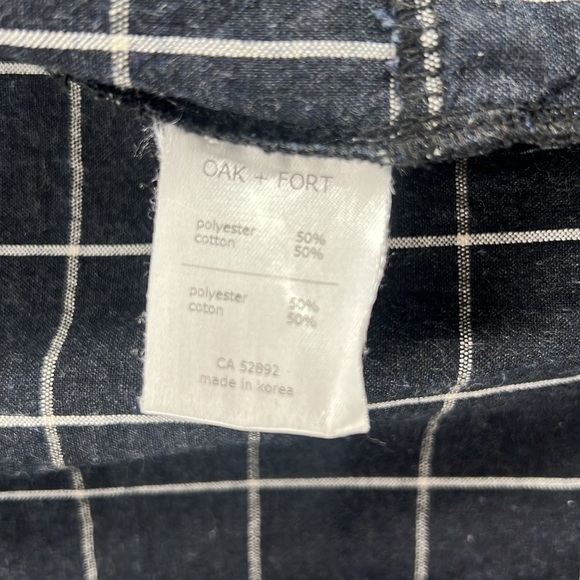 OAK + FORT
polyester 50%
cotton 50%
polyester 50%
coton 50%
CA 52892
made in korea